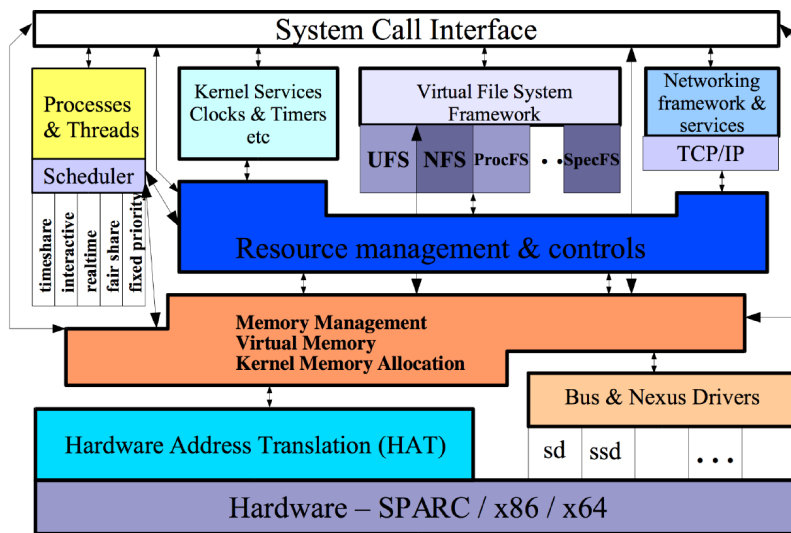 System Call Interface
Processes
& Threads
Scheduler
timeshare
interactive
realtime
fair share
fixed priority
Kernel Services
Clocks & Timers
etc
Virtual File System
Framework
UFS
NFS
ProcFS
..
SpecFS
Networking
framework &
services
TCP/IP
Resource management & controls
Memory Management
Virtual Memory
Kernel Memory Allocation
Bus & Nexus Drivers
sd
ssd
...
Hardware Address Translation (HAT)
Hardware – SPARC / x86 / x64